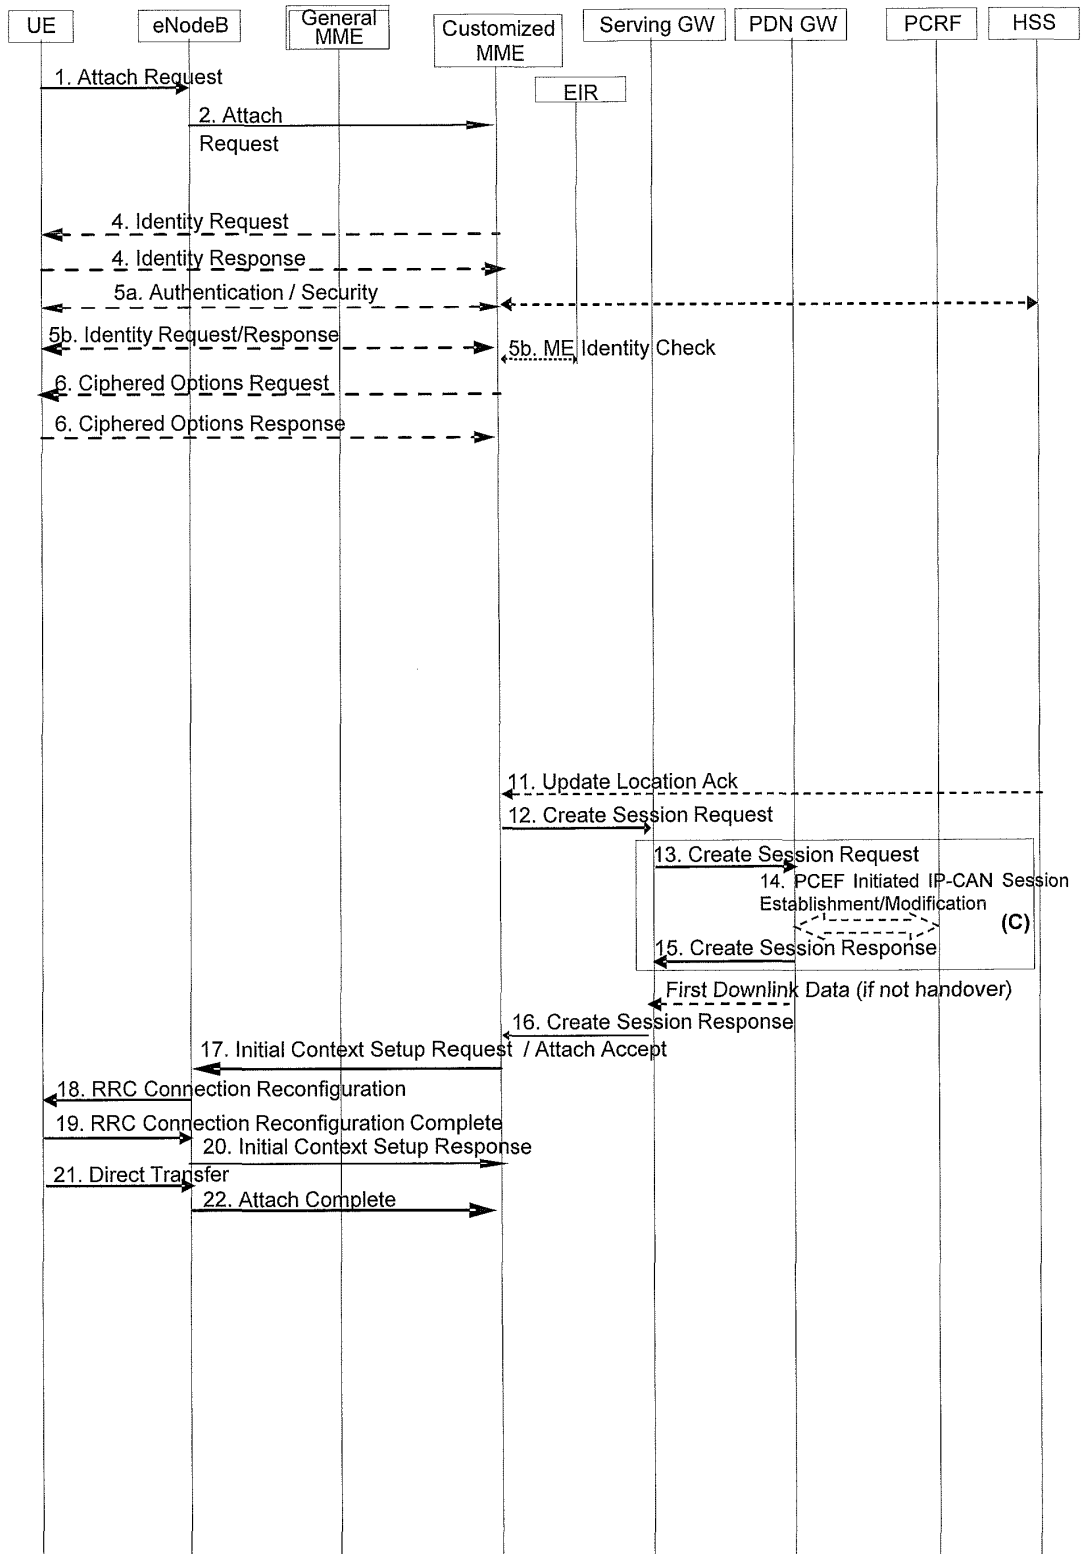 UE
eNodeB
General
MME
Customized
MME
Serving GW
PDN GW
PCRF
HSS
1. Attach Request
EIR
2. Attach
Request
4. Identity Request
4. Identity Response
5a. Authentication / Security
5b. Identity Request/Response
5b. ME Identity Check
6. Ciphered Options Request
6. Ciphered Options Response
11. Update Location Ack
12. Create Session Request
13. Create Session Request
14. PCEF Initiated IP-CAN Session
Establishment/Modification
(C)
15. Create Session Response
First Downlink Data (if not handover)
16. Create Session Response
17. Initial Context Setup Request / Attach Accept
18. RRC Connection Reconfiguration
19. RRC Connection Reconfiguration Complete
20. Initial Context Setup Response
21. Direct Transfer
22. Attach Complete